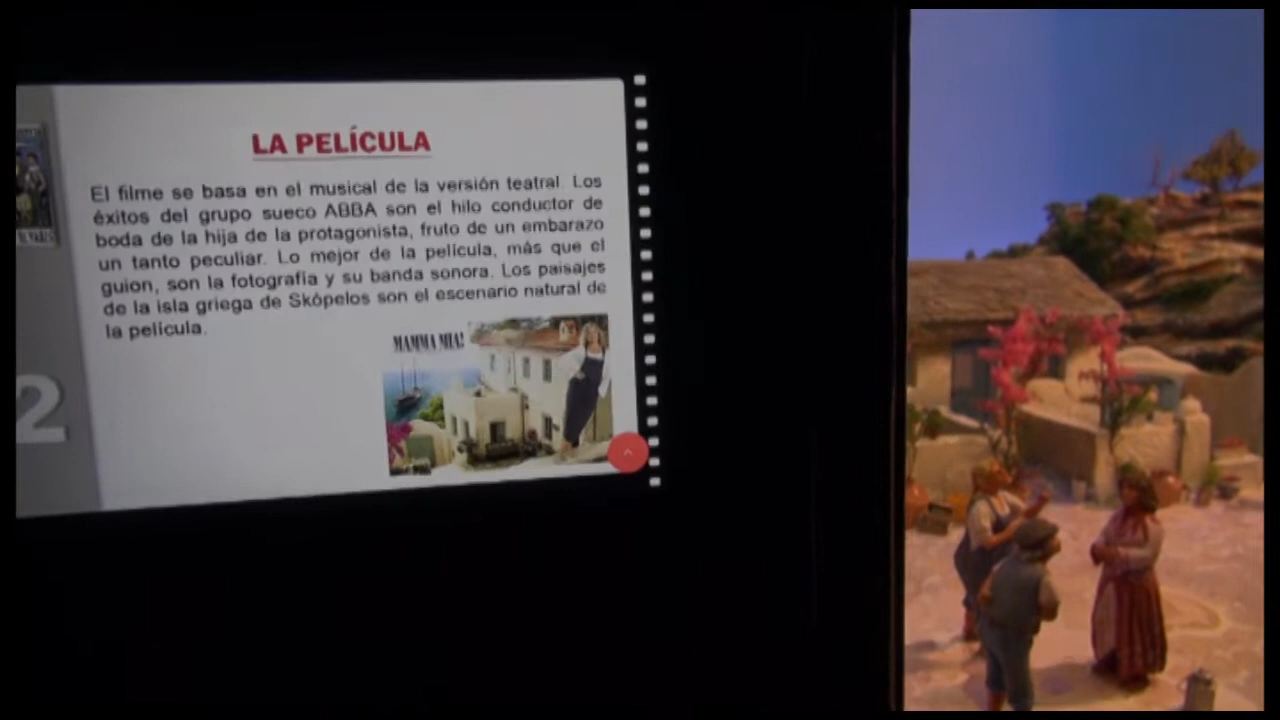 LA PELÍCULA
El filme se basa en el musical de la versión teatral. Los
éxitos del grupo sueco ABBA son el hilo conductor de
boda de la hija de la protagonista, fruto de un embarazo
un tanto peculiar. Lo mejor de la película, más que el
guion, son la fotografía y su banda sonora. Los paisajes
de la isla griega de Skópelos son el escenario natural de
la película.
MAMMA MIA!
2